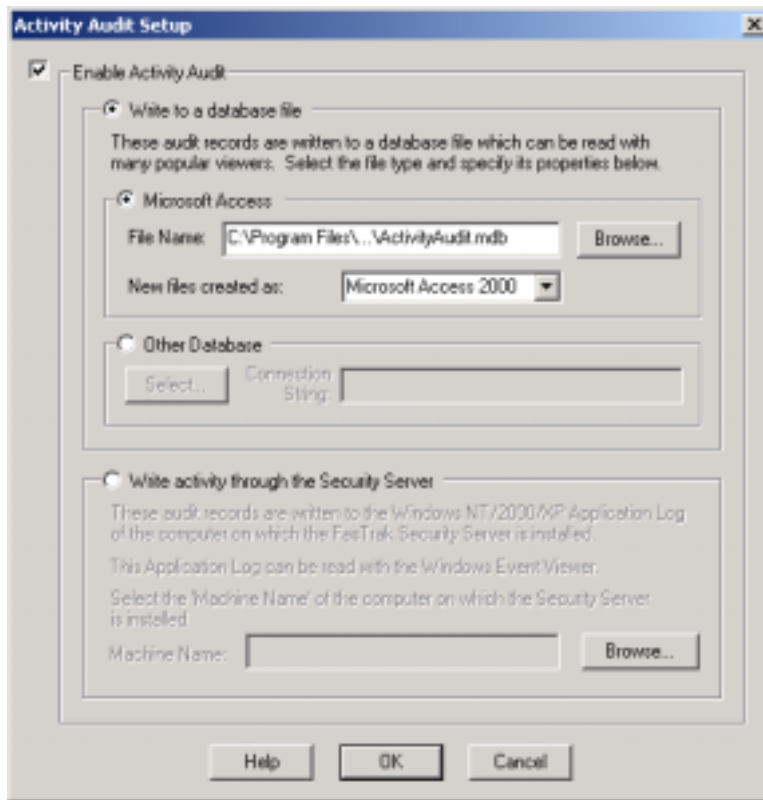 Activity Audit Setup
Enable Activity Audit
Write to a database file
These audit records are written to a database file which can be read with
many popular viewers. Select the file type and specify its properties below.
Microsoft Access
File Name: C:\Program Files\...\ActivityAudit.mdb Browse...
New files created as: Microsoft Access 2000
Other Database
Select... Connection
String:
Write activity through the Security Server
These audit records are written to the Windows NT/2000/XP Application Log
of the computer on which the FasTrak Security Server is installed.
This Application Log can be read with the Windows Event Viewer.
Select the 'Machine Name' of the computer on which the Security Server
is installed
Machine Name: Browse...
Help OK Cancel